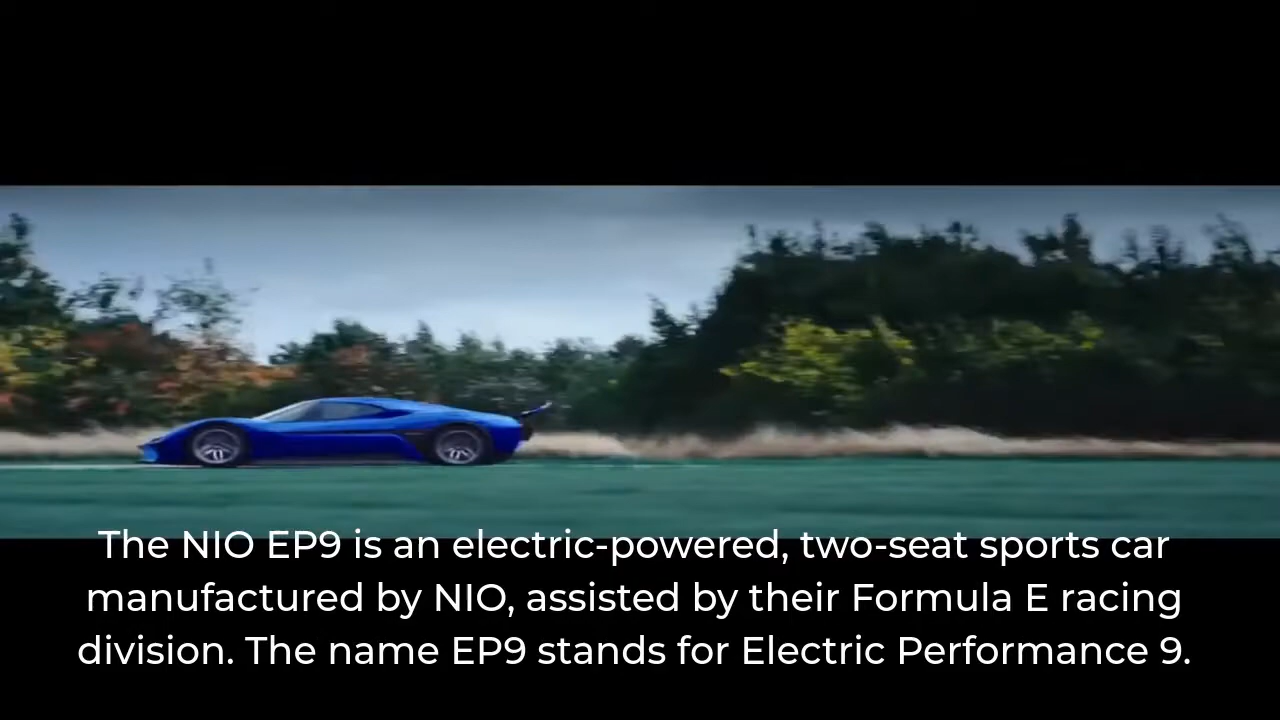 The NIO EP9 is an electric-powered, two-seat sports car
manufactured by NIO, assisted by their Formula E racing
division. The name EP9 stands for Electric Performance 9.